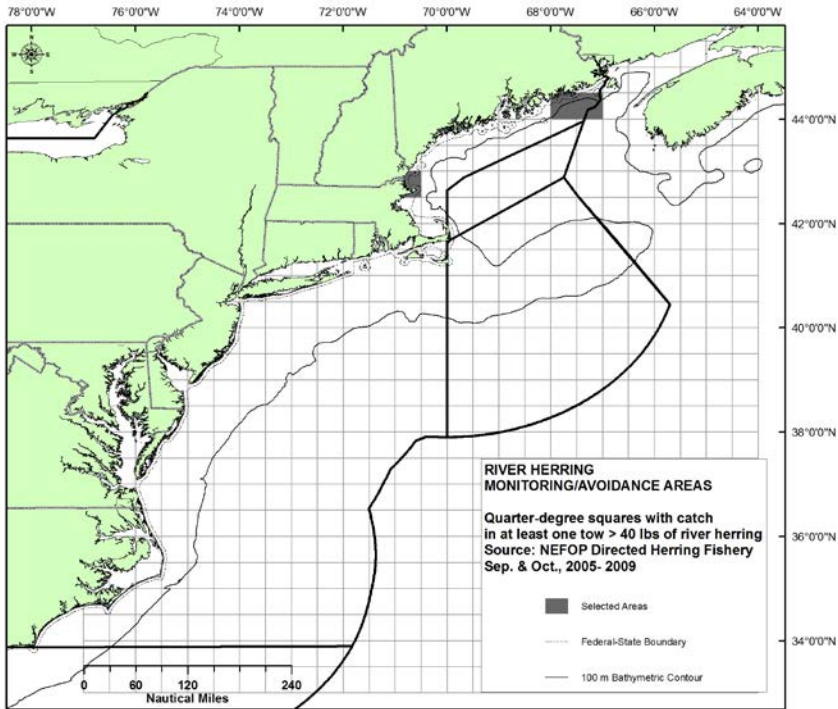 78°0'0"W 76°0'0"W 74°0'0"W 72°0'0"W 70°0'0"W 68°0'0"W 66°0'0"W 64°0'0"W
N
W E
S
44°0'0"N
42°0'0"N
40°0'0"N
38°0'0"N
36°0'0"N
34°0'0"N
RIVER HERRING
MONITORING/AVOIDANCE AREAS
Quarter-degree squares with catch
in at least one tow > 40 lbs of river herring
Source: NEFOP Directed Herring Fishery
Sep. & Oct., 2005- 2009
Selected Areas
Federal-State Boundary
100 m Bathymetric Contour
0 60 120 240
Nautical Miles